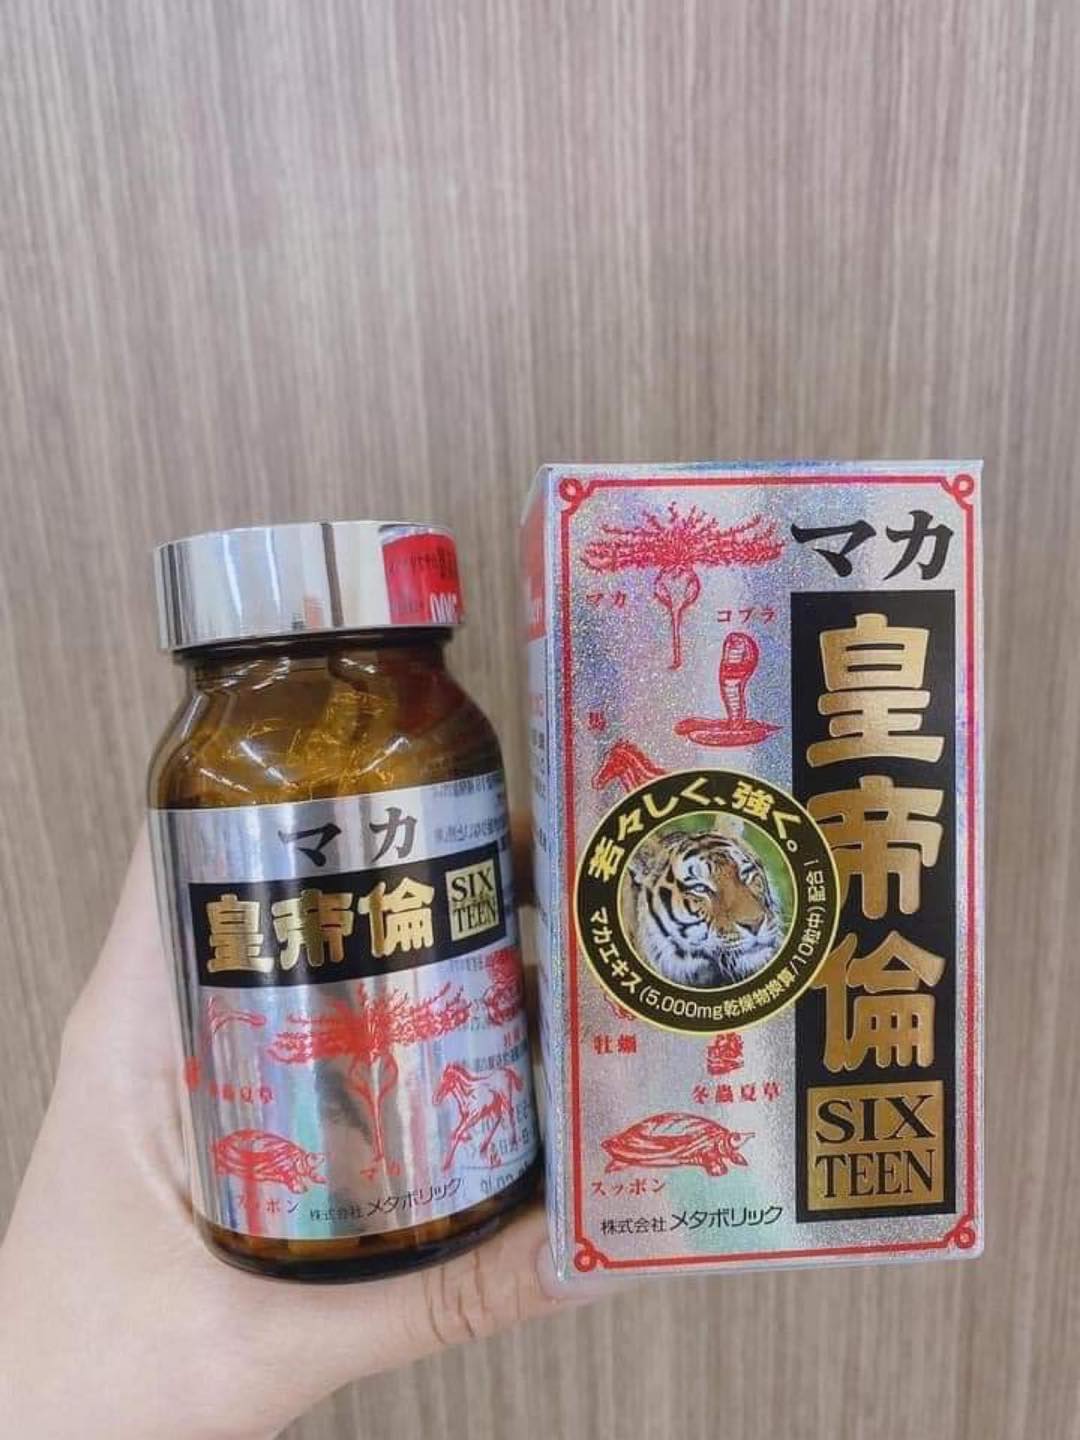 マカ
皇帝倫
SIX
TEEN
冬蟲夏草
マカ
スッポン
株式会社 メタボリック
マカ
皇帝倫
SIX
TEEN
マカ
コブラ
馬
若々しく、強く。
マカエキス(5,000mg乾燥物換算/10粒中)配合!
牡蠣
冬蟲夏草
スッポン
株式会社 メタボリック